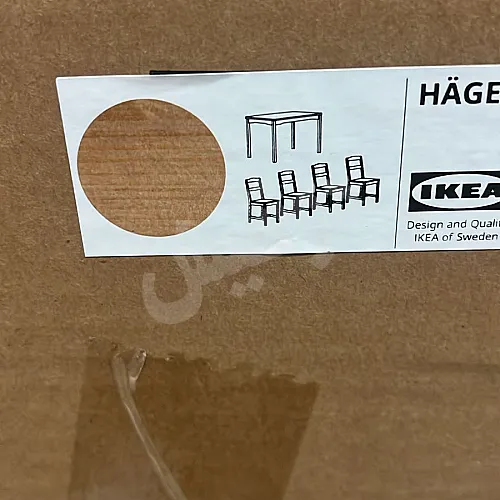 HÄGE
IKEA
Design and Quali
IKEA of Sweden